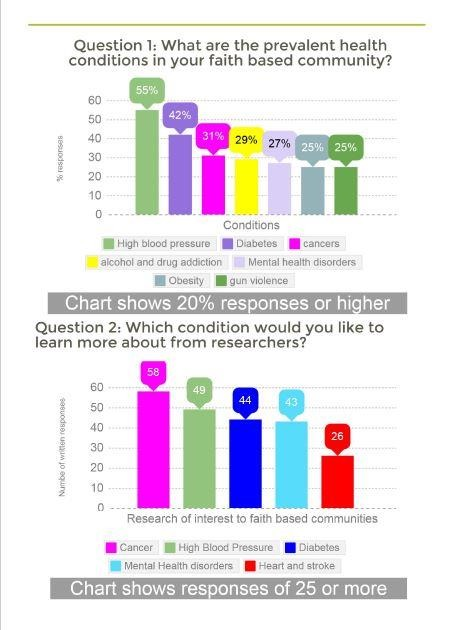 Question 1: What are the prevalent health
conditions in your faith based community?
55%
42%
31%
29%
27%
25%
25%
60
50
40
30
20
10
0
% responses
Conditions
High blood pressure
Diabetes
cancers
alcohol and drug addiction
Mental health disorders
Obesity
gun violence
Chart shows 20% responses or higher
Question 2: Which condition would you like to
learn more about from researchers?
58
49
44
43
26
60
50
40
30
20
10
0
Numbe of written responses
Research of interest to faith based communities
Cancer
High Blood Pressure
Diabetes
Mental Health disorders
Heart and stroke
Chart shows responses of 25 or more